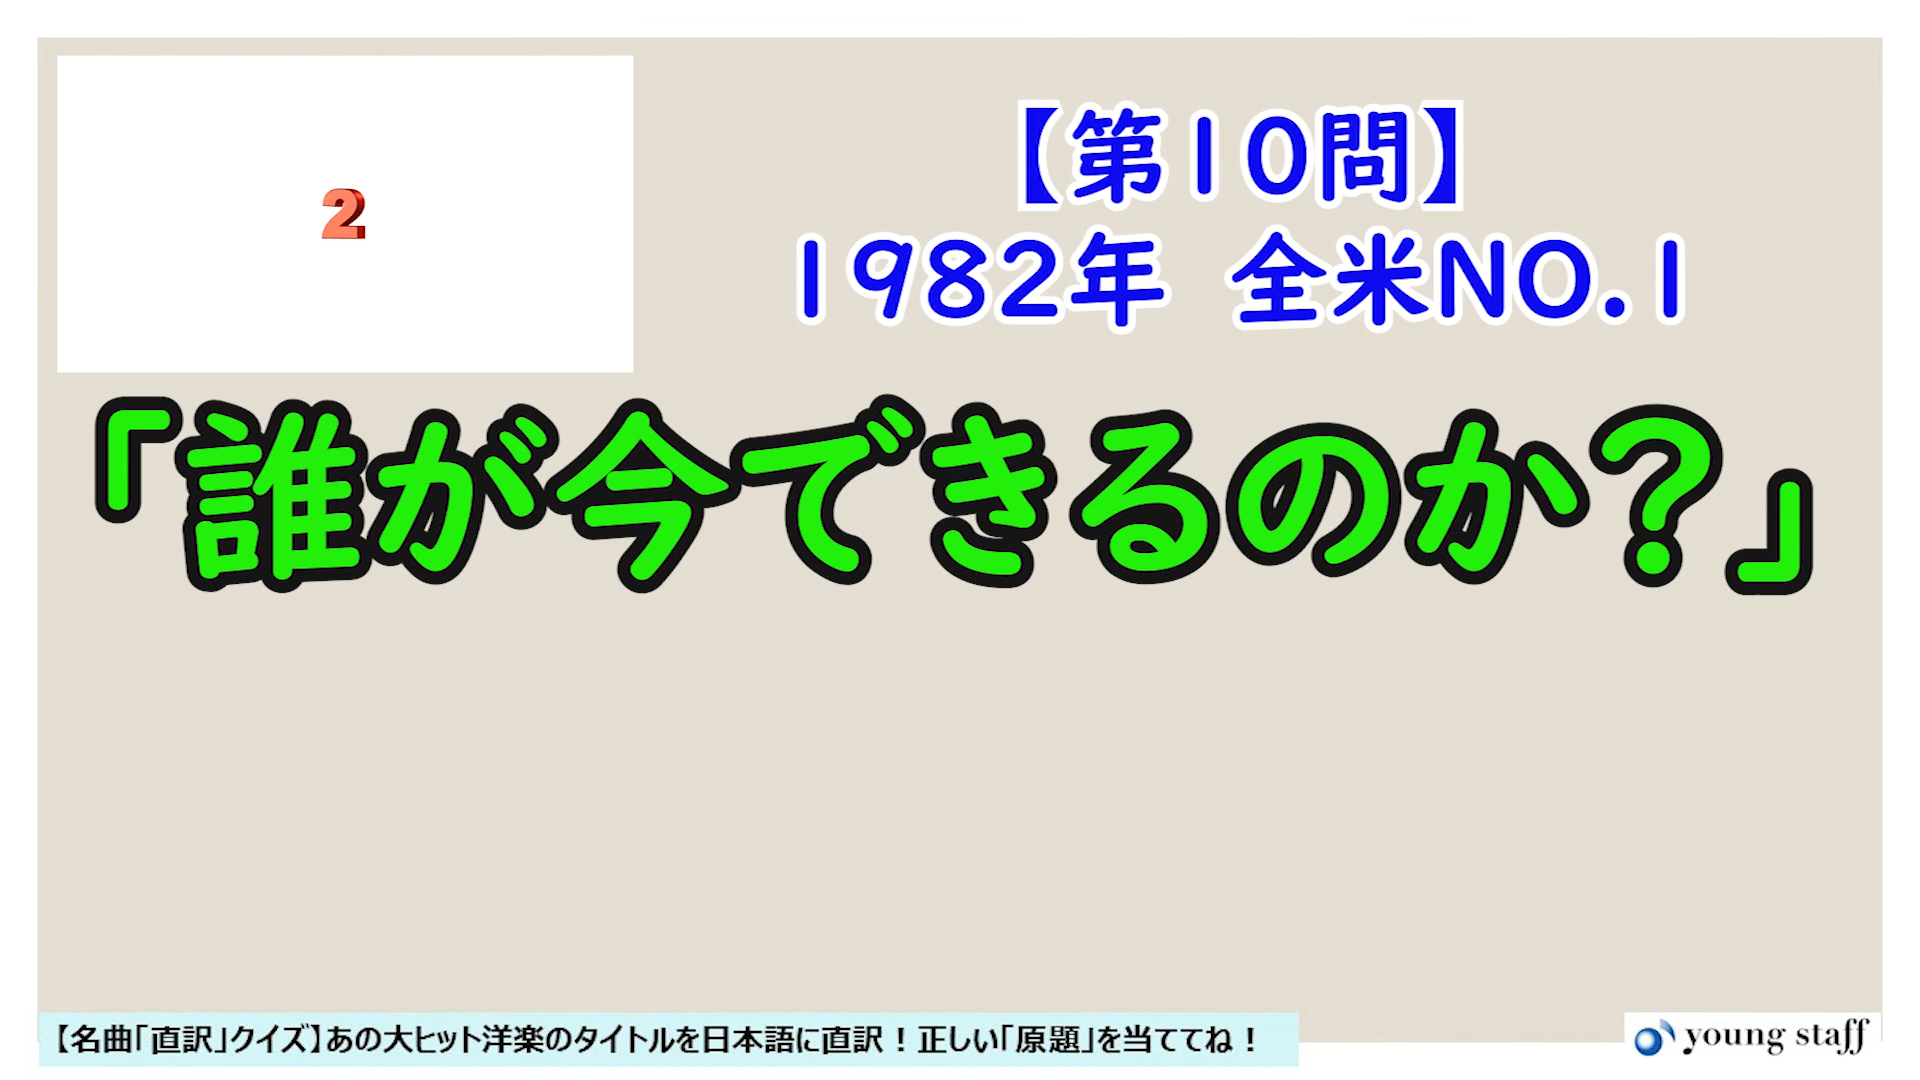 2
【第10問】
1982年 全米NO.1
「誰が今できるのか？」
【名曲「直訳」クイズ】あの大ヒット洋楽のタイトルを日本語に直訳！正しい「原題」を当ててね！
young staff